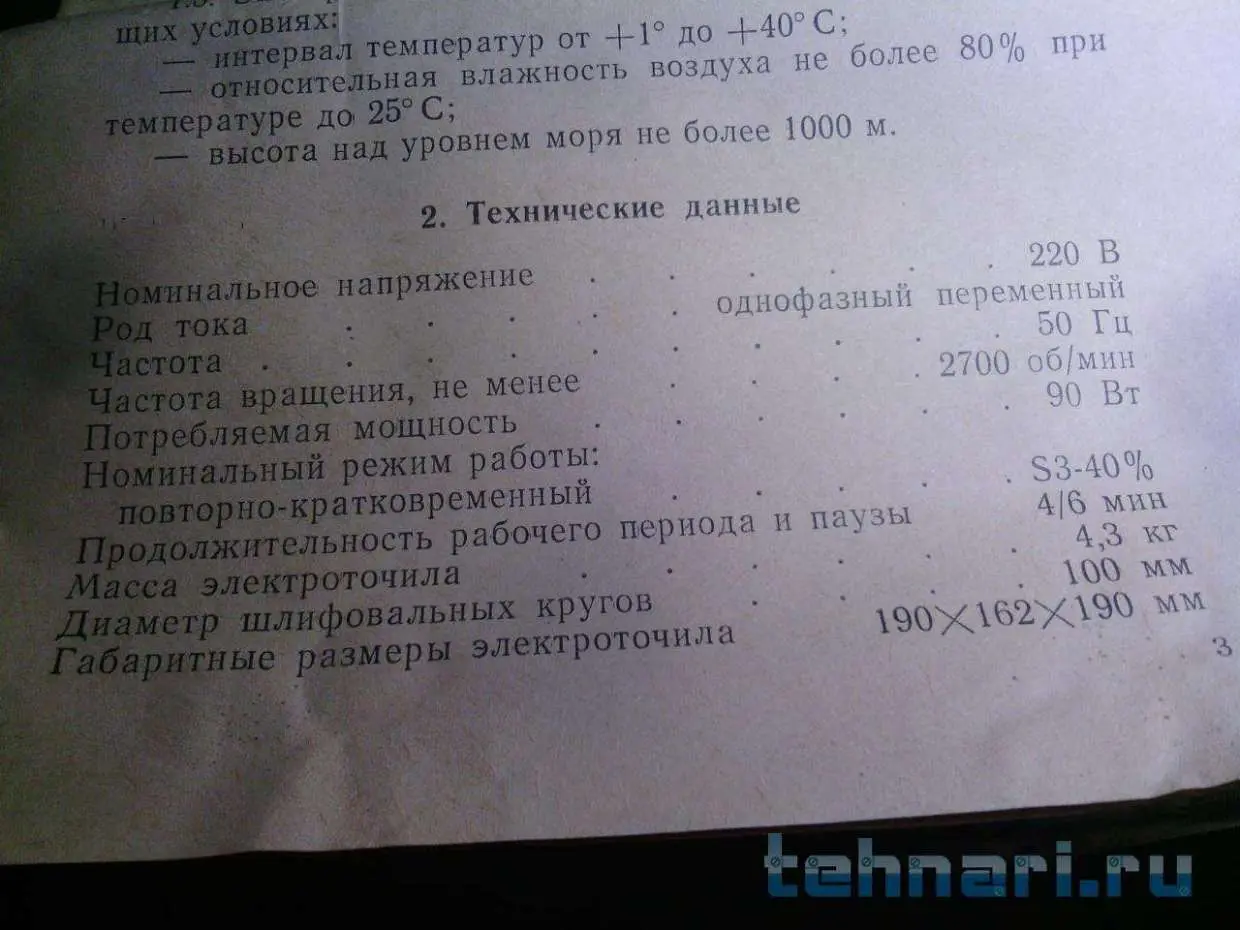 щих условиях:
— интервал температур от +1° до +40° С;
— относительная влажность воздуха не более 80% при
температуре до 25° С;
— высота над уровнем моря не более 1000 м.
2. Технические данные
Номинальное напряжение . . . . . . 220 В
Род тока . . . . . однофазный переменный
Частота . . . . . . . . . . 50 Гц
Частота вращения, не менее . . . . 2700 об/мин
Потребляемая мощность . . . . . . 90 Вт
Номинальный режим работы:
повторно-кратковременный . . . . . S3-40%
Продолжительность рабочего периода и паузы 4/6 мин
Масса электроточила . . . . . . 4,3 кг
Диаметр шлифовальных кругов . . . . 100 мм
Габаритные размеры электроточила 190×162×190 мм
3
tehnari.ru